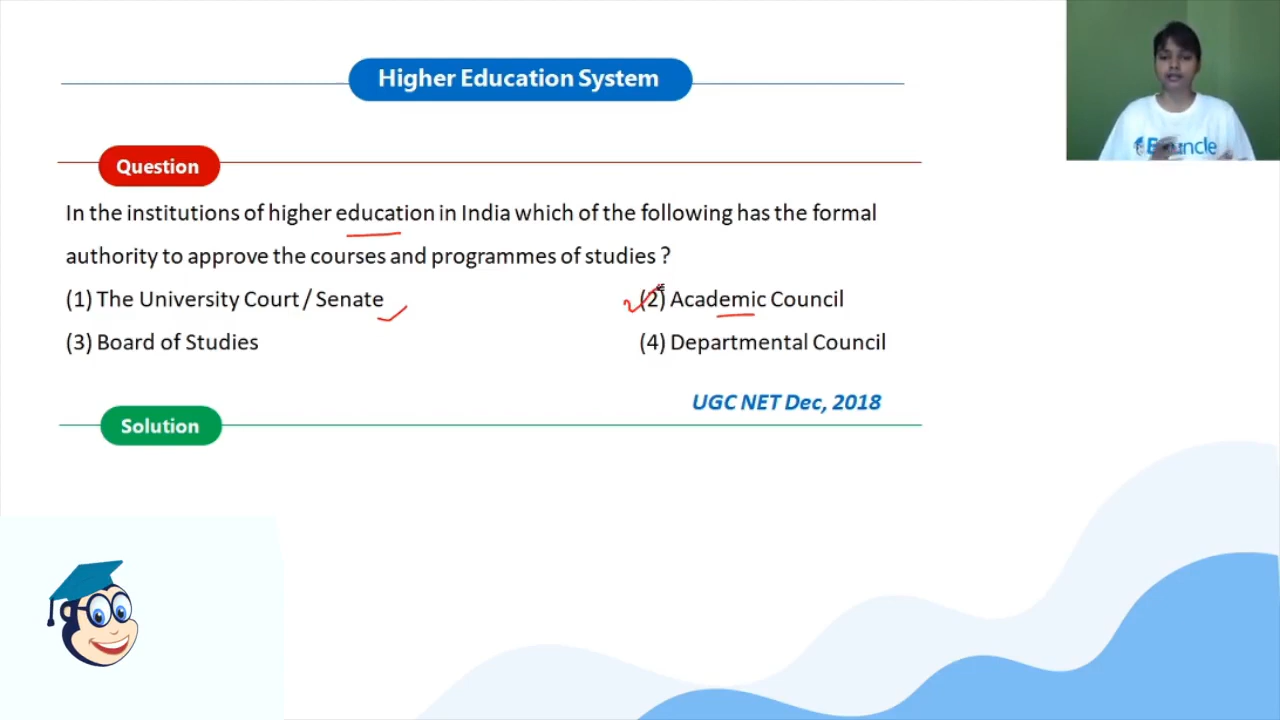 Higher Education System
Question
In the institutions of higher education in India which of the following has the formal
authority to approve the courses and programmes of studies ?
(1) The University Court / Senate
(2) Academic Council
(3) Board of Studies
(4) Departmental Council
UGC NET Dec, 2018
Solution